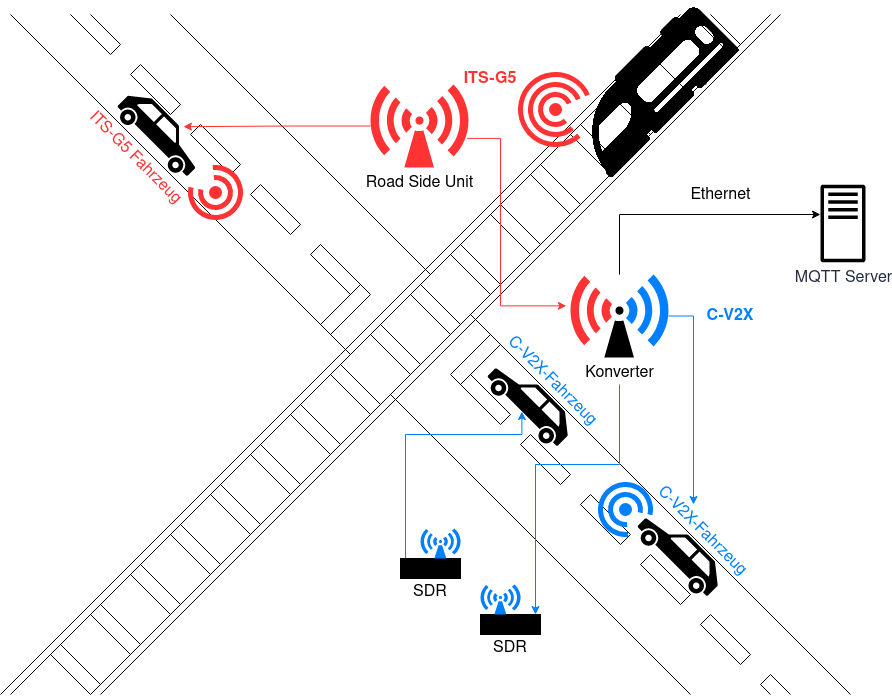 ITS-G5
ITS-G5 Fahrzeug
Road Side Unit
Ethernet
MQTT Server
C-V2X
Konverter
C-V2X-Fahrzeug
C-V2X-Fahrzeug
SDR
SDR